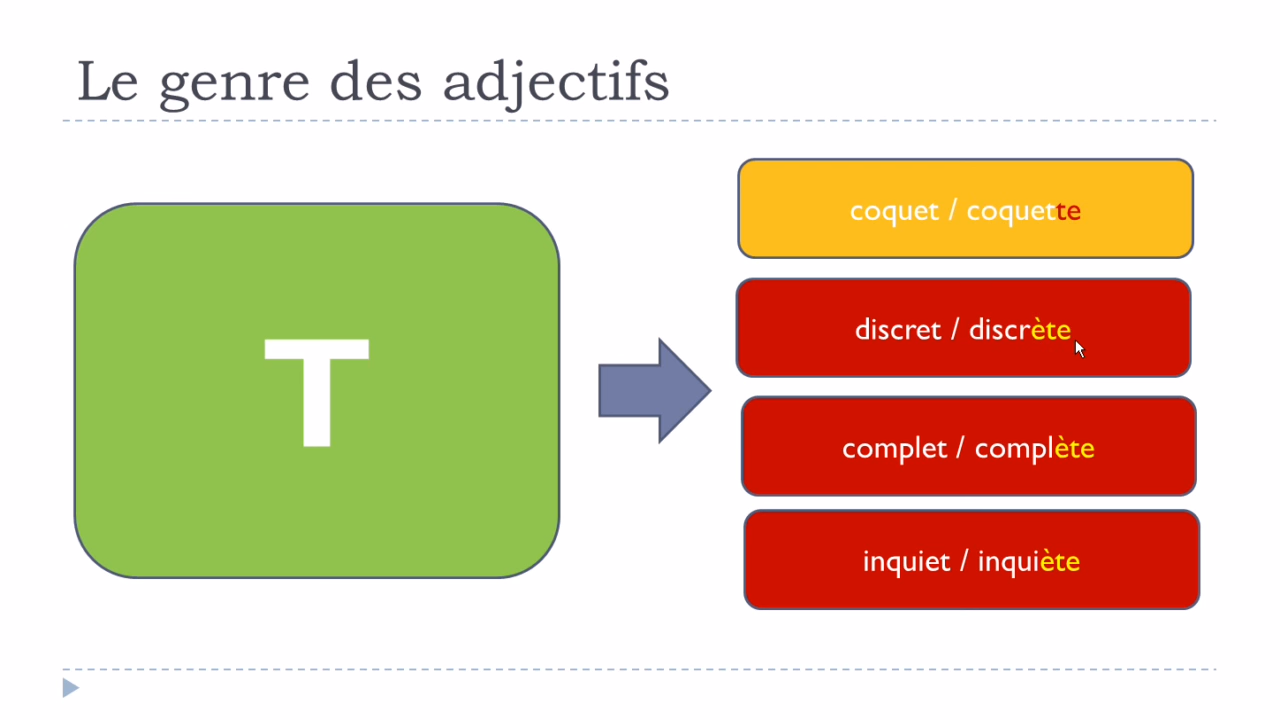 Le genre des adjectifs
T
coquet / coquette
discret / discrète
complet / complète
inquiet / inquiète